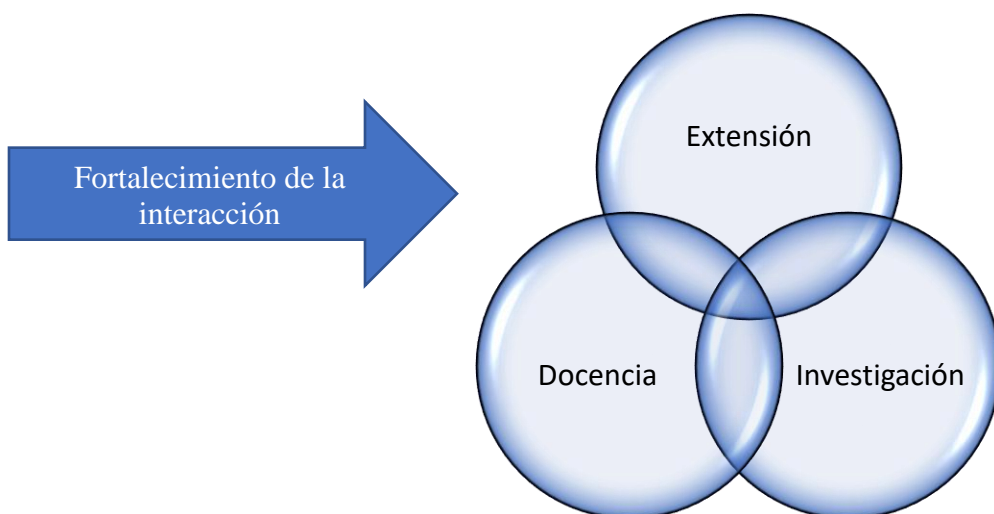 Fortalecimiento de la
interacción
Extensión
Docencia
Investigación